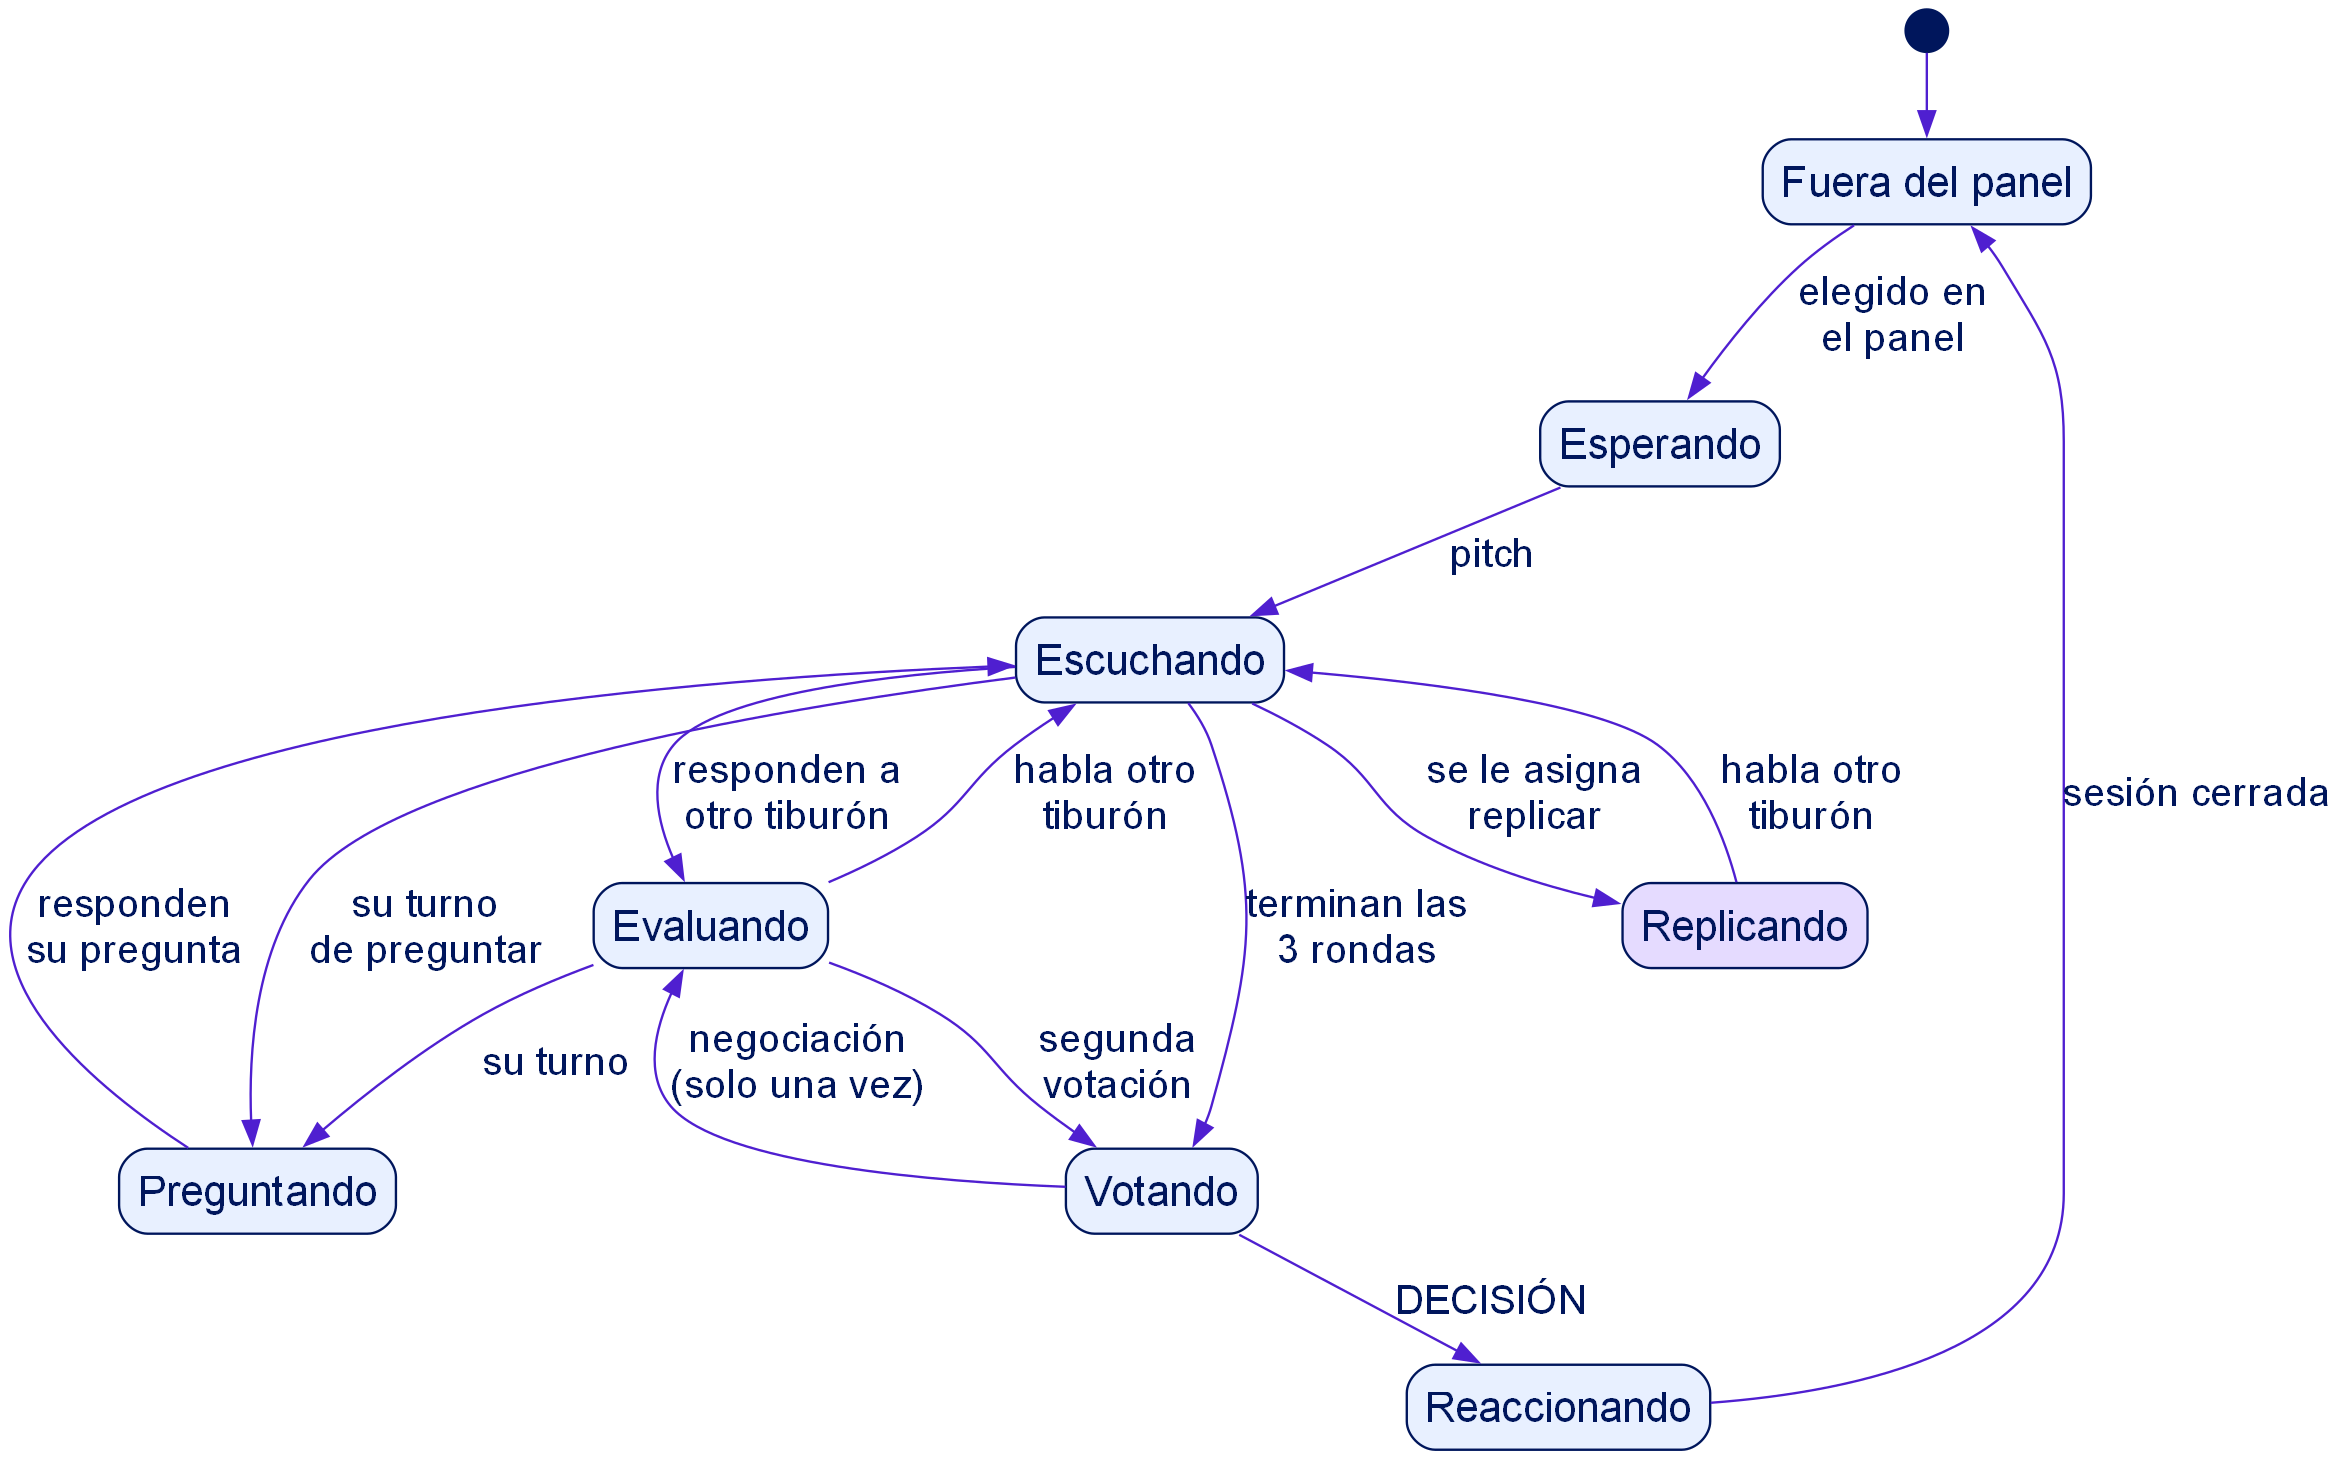 Fuera del panel
elegido en
el panel
Esperando
pitch
Escuchando
responden a
otro tiburón
habla otro
tiburón
se le asigna
replicar
habla otro
tiburón
sesión cerrada
responden
su pregunta
su turno
de preguntar
Evaluando
terminan las
3 rondas
Replicando
su turno
negociación
(solo una vez)
segunda
votación
Preguntando
Votando
DECISIÓN
Reaccionando